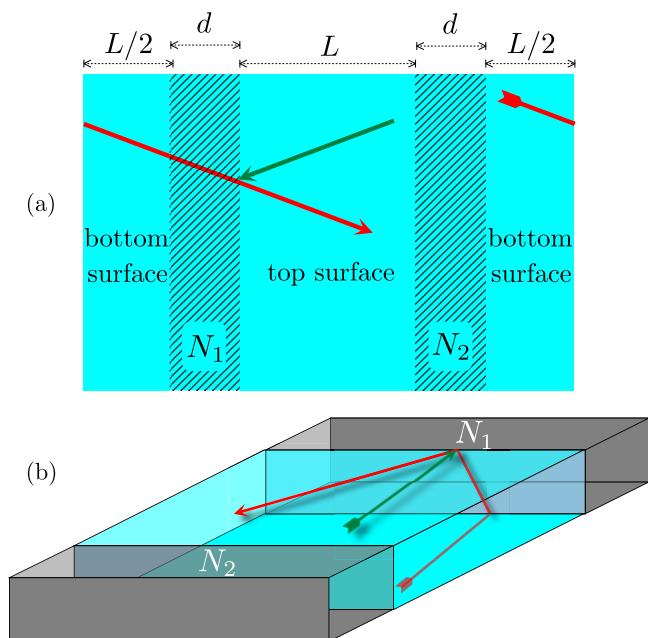 L/2 d L d L/2
(a)
bottom surface
top surface
bottom surface
N₁
N₂
(b)
N₁
N₂